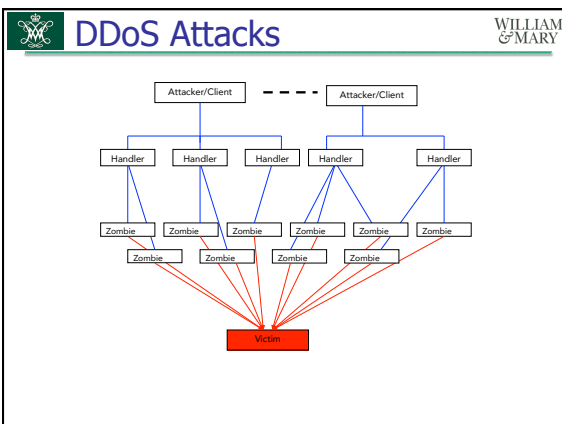 DDoS Attacks
WILLIAM
& MARY
Attacker/Client
Attacker/Client
Handler
Handler
Handler
Handler
Handler
Zombie
Zombie
Zombie
Zombie
Zombie
Zombie
Zombie
Zombie
Zombie
Zombie
Victim